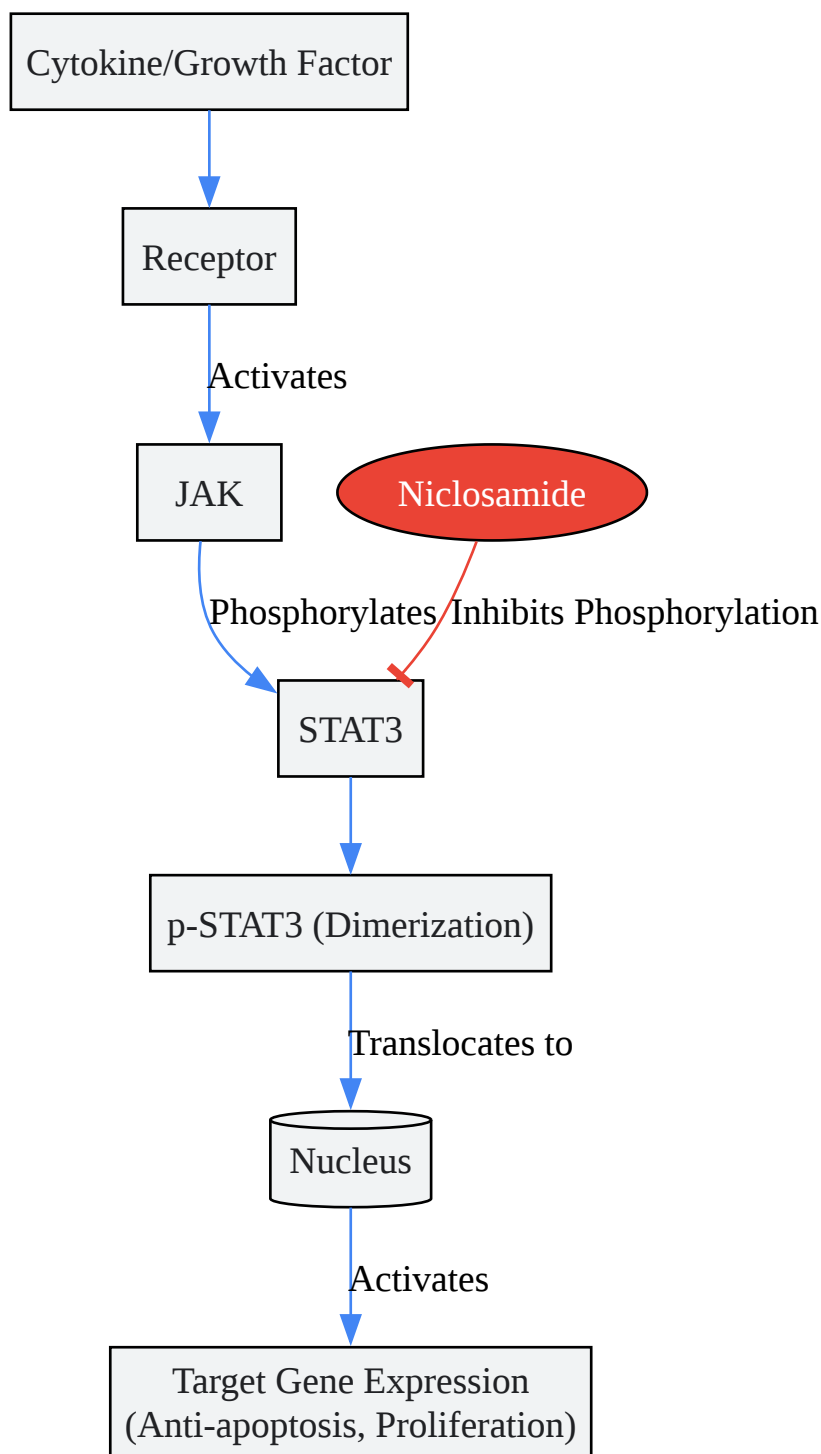 Cytokine/Growth Factor
Receptor
Activates
JAK
Niclosamide
Phosphorylates
Inhibits Phosphorylation
STAT3
p-STAT3 (Dimerization)
Translocates to
Nucleus
Activates
Target Gene Expression
(Anti-apoptosis, Proliferation)